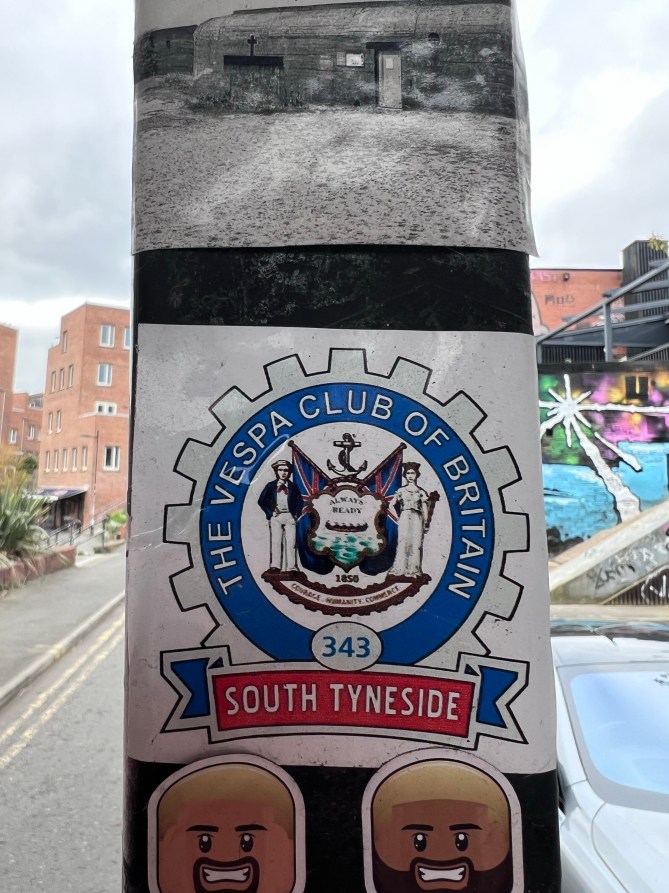 THE VESPA CLUB OF BRITAIN
ALWAYS
READY
1850
COURAGE. HUMANITY. COMMERCE
343
SOUTH TYNESIDE